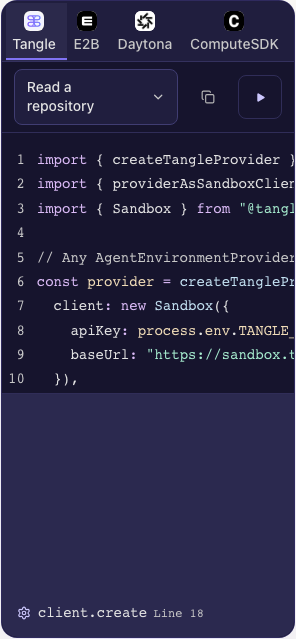 Tangle E2B Daytona ComputeSDK
Read a
repository
1 import { createTangleProvider }
2 import { providerAsSandboxClien
3 import { Sandbox } from "@tangl
4
5 // Any AgentEnvironmentProvider
6 const provider = createTanglePr
7 client: new Sandbox({
8 apiKey: process.env.TANGLE_
9 baseUrl: "https://sandbox.t
10 }),
client.create Line 18